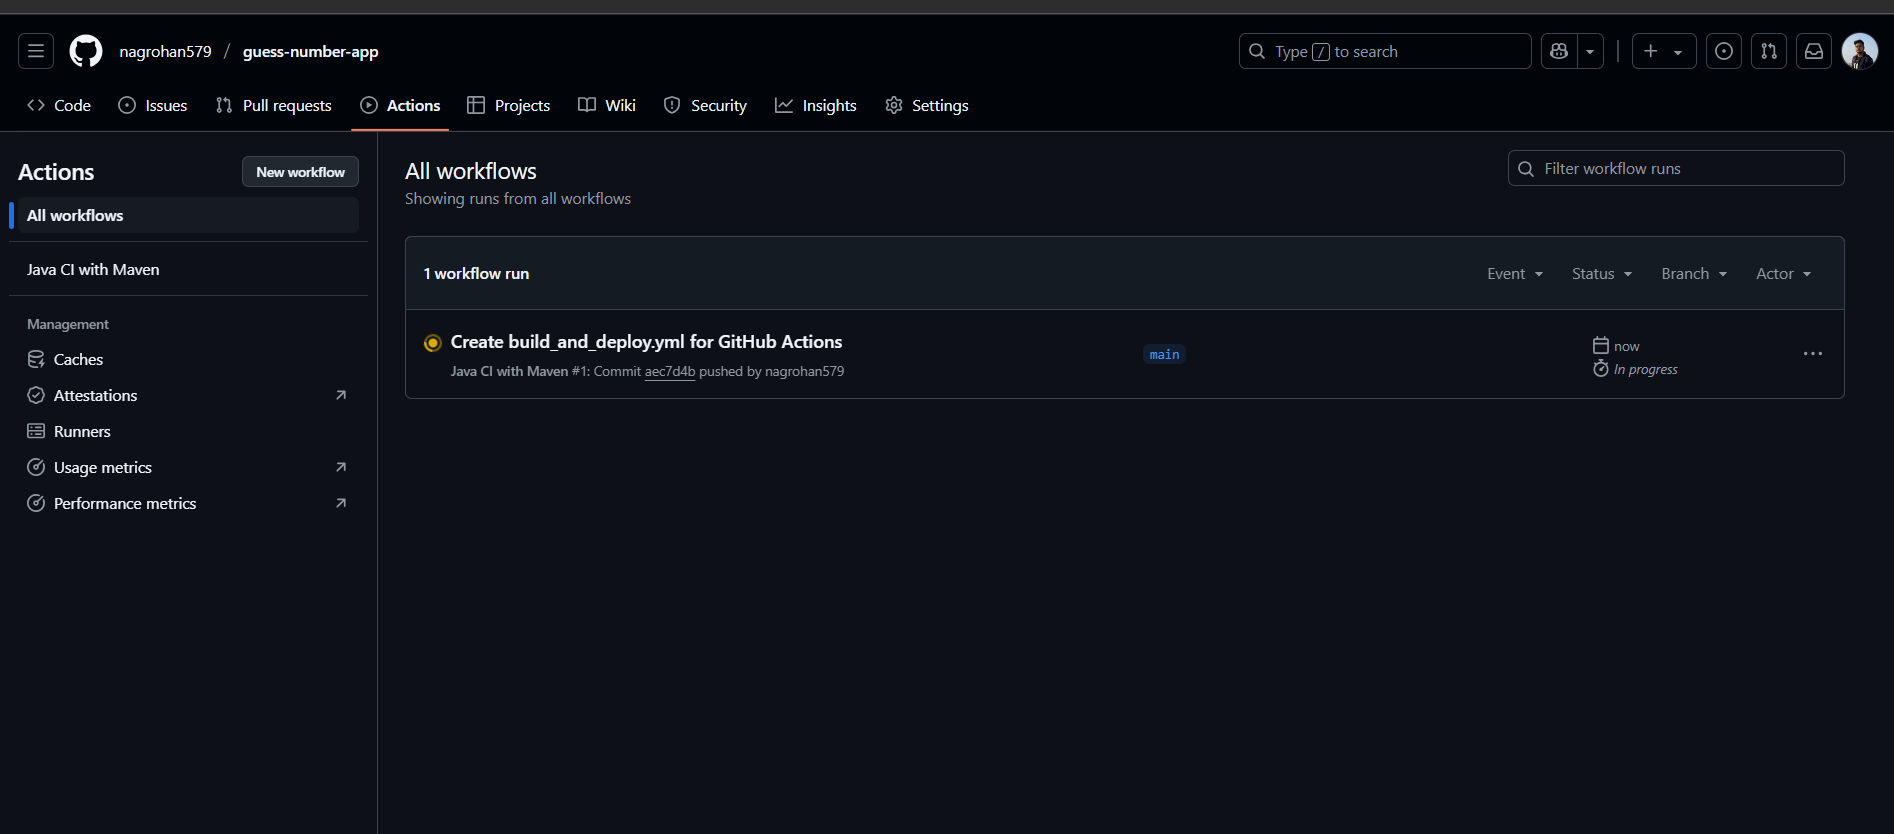 nagrohan579 / guess-number-app
Type / to search
Code
Issues
Pull requests
Actions
Projects
Wiki
Security
Insights
Settings
Actions
New workflow
All workflows
Java CI with Maven
Management
Caches
Attestations
Runners
Usage metrics
Performance metrics
All workflows
Showing runs from all workflows
Filter workflow runs
1 workflow run
Event
Status
Branch
Actor
Create build_and_deploy.yml for GitHub Actions
Java CI with Maven #1: Commit aec7d4b pushed by nagrohan579
main
now
In progress